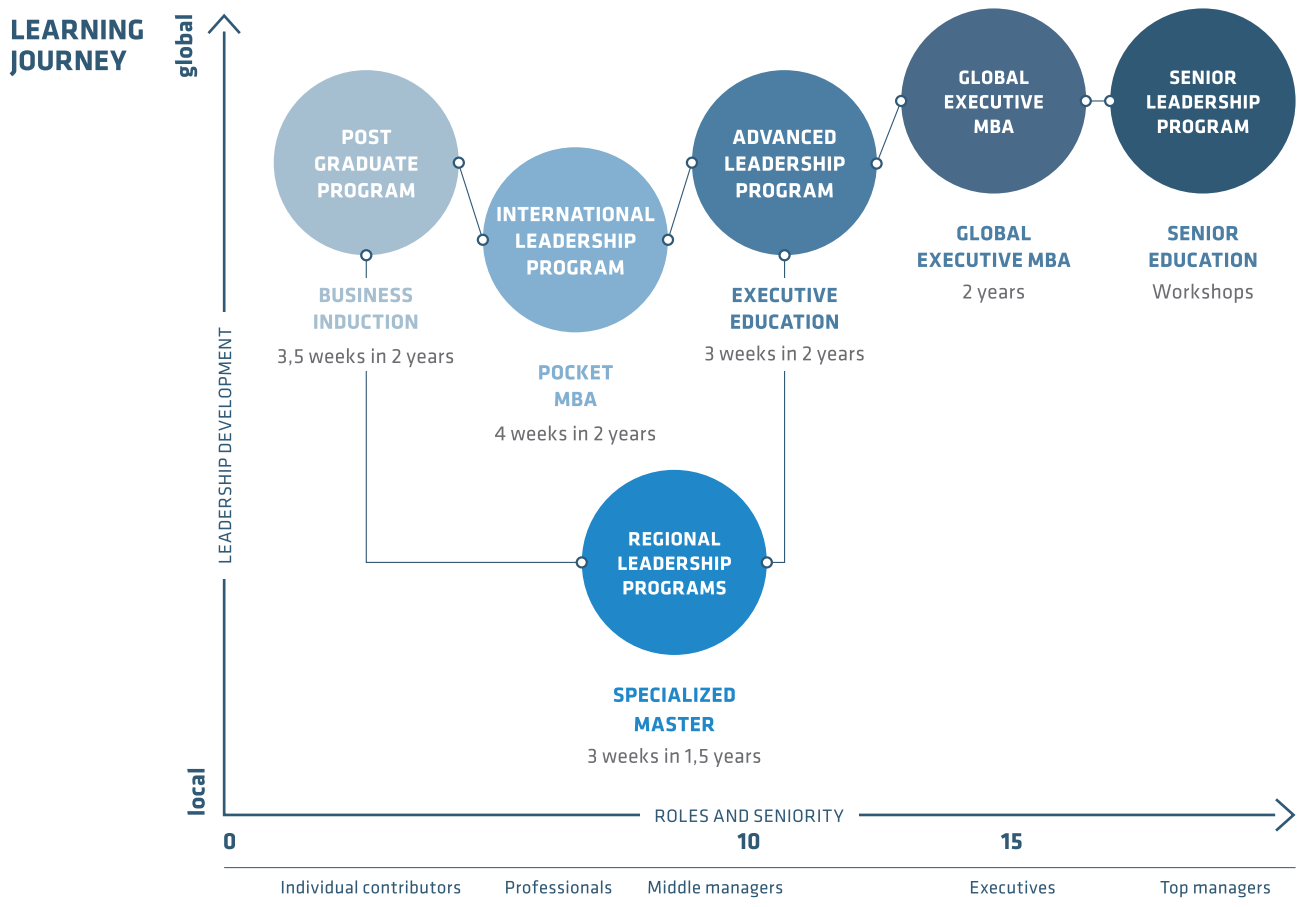 LEARNING
JOURNEY
global
POST
GRADUATE
PROGRAM
BUSINESS
INDUCTION
3,5 weeks in 2 years
INTERNATIONAL
LEADERSHIP
PROGRAM
POCKET
MBA
4 weeks in 2 years
ADVANCED
LEADERSHIP
PROGRAM
EXECUTIVE
EDUCATION
3 weeks in 2 years
GLOBAL
EXECUTIVE
MBA
GLOBAL
EXECUTIVE MBA
2 years
SENIOR
LEADERSHIP
PROGRAM
SENIOR
EDUCATION
Workshops
LEADERSHIP DEVELOPMENT
REGIONAL
LEADERSHIP
PROGRAMS
SPECIALIZED
MASTER
3 weeks in 1,5 years
local
ROLES AND SENIORITY
0 10 15
Individual contributors Professionals Middle managers Executives Top managers